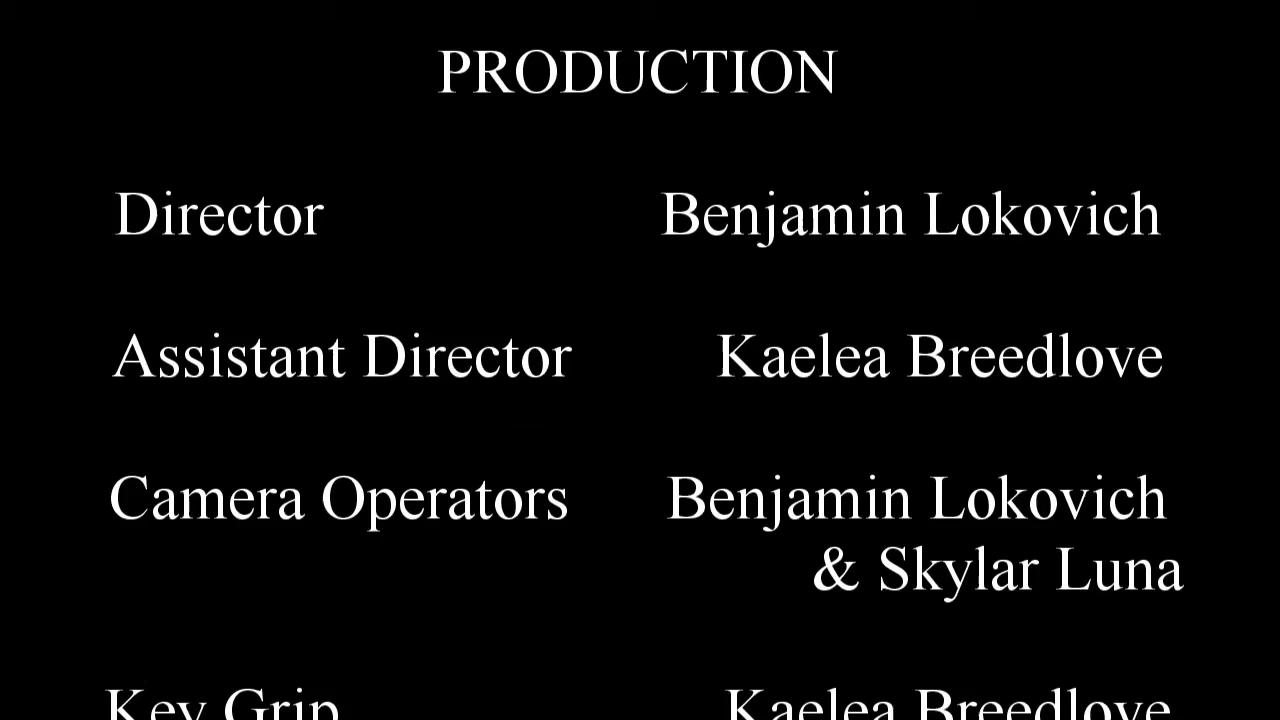 PRODUCTION
Director Benjamin Lokovich
Assistant Director Kaelea Breedlove
Camera Operators Benjamin Lokovich
& Skylar Luna
Key Grip Kaelea Breedlove